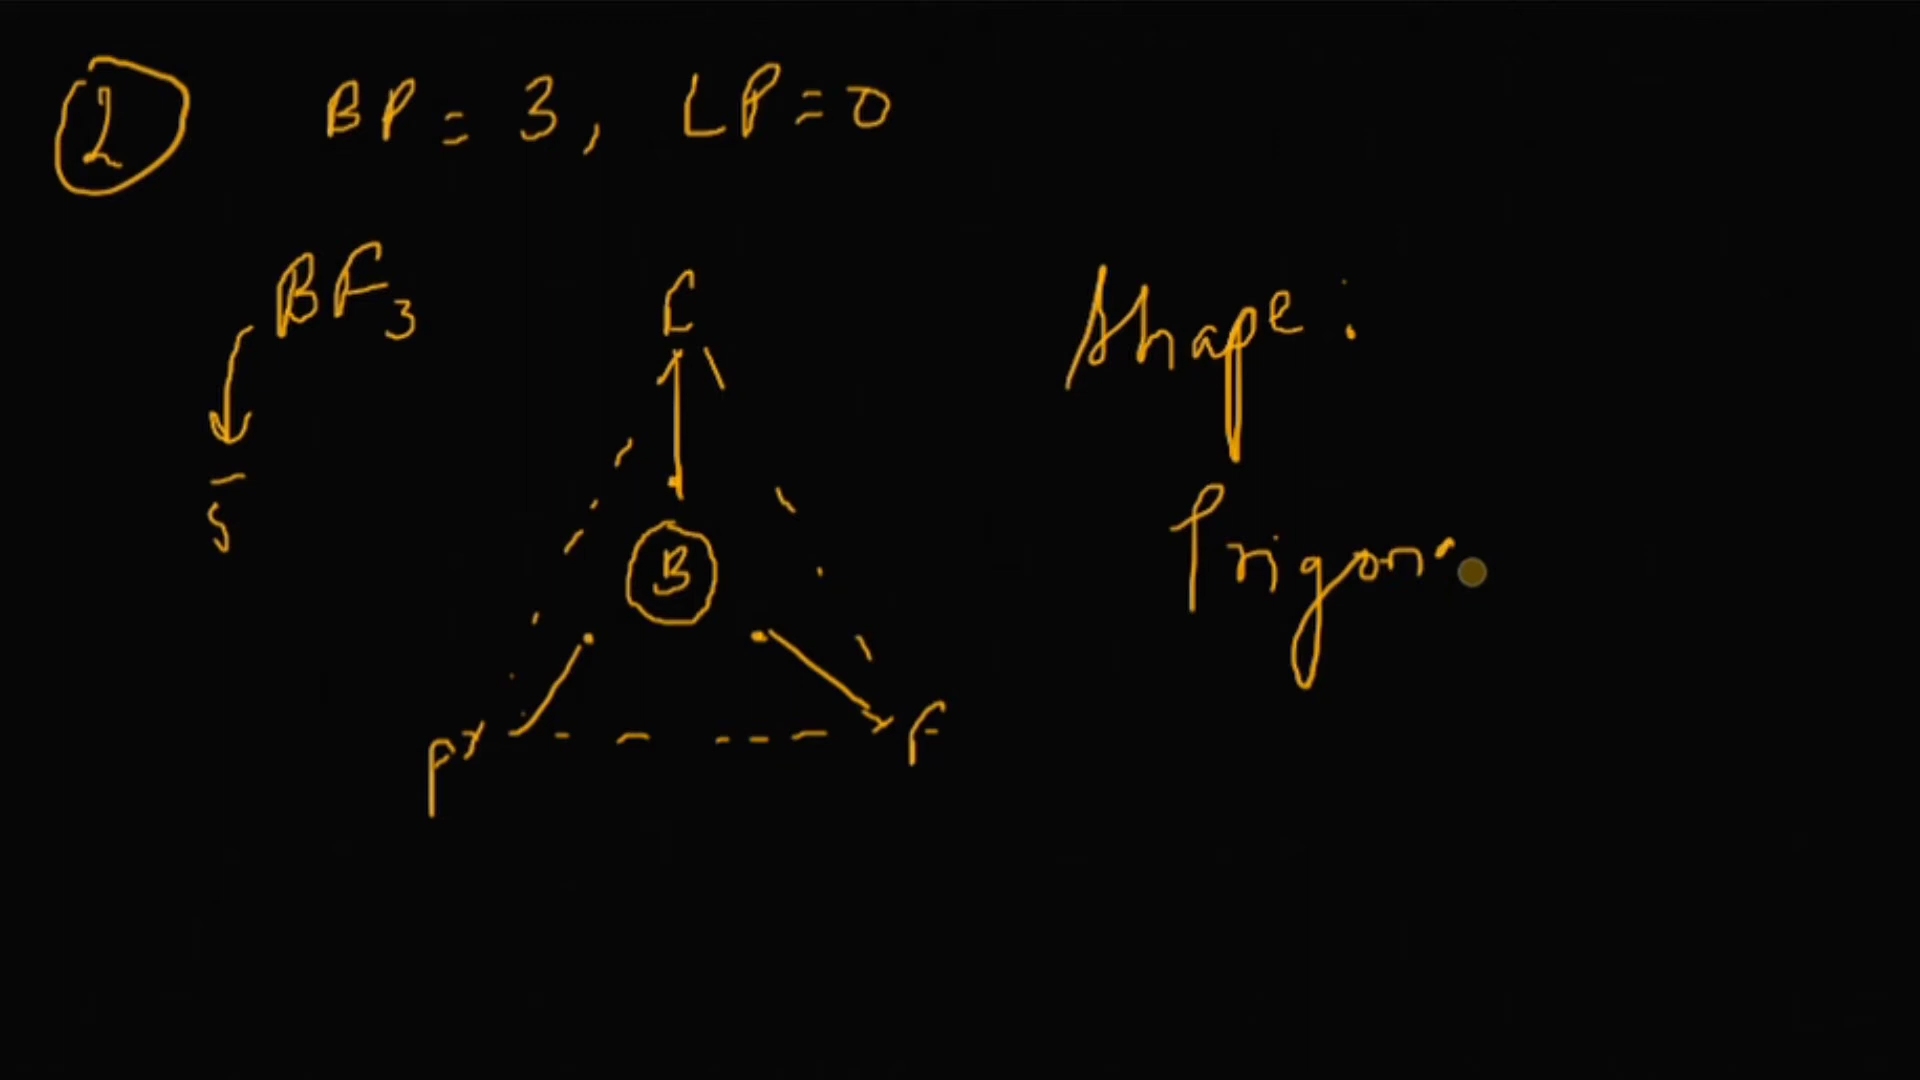 2 BP = 3, LP = 0
BF3
Shape :
F
5
B
Trigon
F F